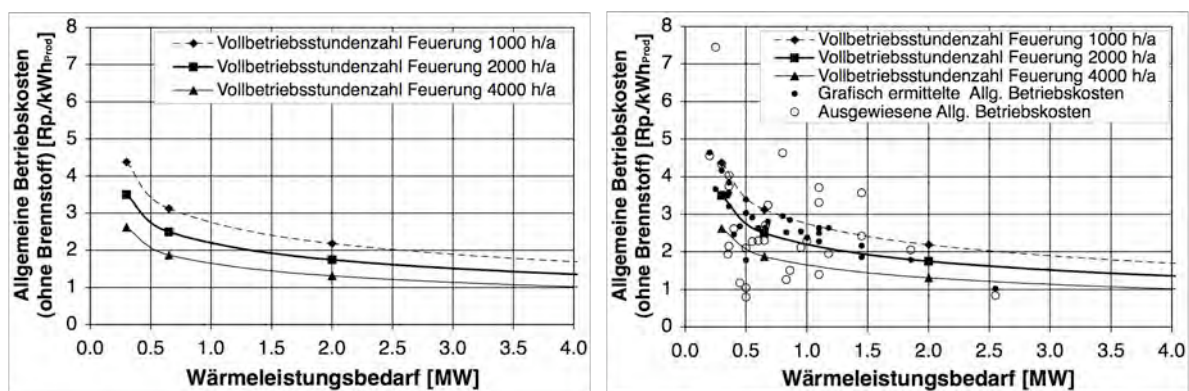 Allgemeine Betriebskosten
(ohne Brennstoff) [Rp./kWhProd]
8
7
6
5
4
3
2
1
0
Vollbetriebsstundenzahl Feuerung 1000 h/a
Vollbetriebsstundenzahl Feuerung 2000 h/a
Vollbetriebsstundenzahl Feuerung 4000 h/a
0.0 0.5 1.0 1.5 2.0 2.5 3.0 3.5 4.0
Wärmeleistungsbedarf [MW]
Allgemeine Betriebskosten
(ohne Brennstoff) [Rp./kWhProd]
8
7
6
5
4
3
2
1
0
Vollbetriebsstundenzahl Feuerung 1000 h/a
Vollbetriebsstundenzahl Feuerung 2000 h/a
Vollbetriebsstundenzahl Feuerung 4000 h/a
Grafisch ermittelte Allg. Betriebskosten
Ausgewiesene Allg. Betriebskosten
0.0 0.5 1.0 1.5 2.0 2.5 3.0 3.5 4.0
Wärmeleistungsbedarf [MW]